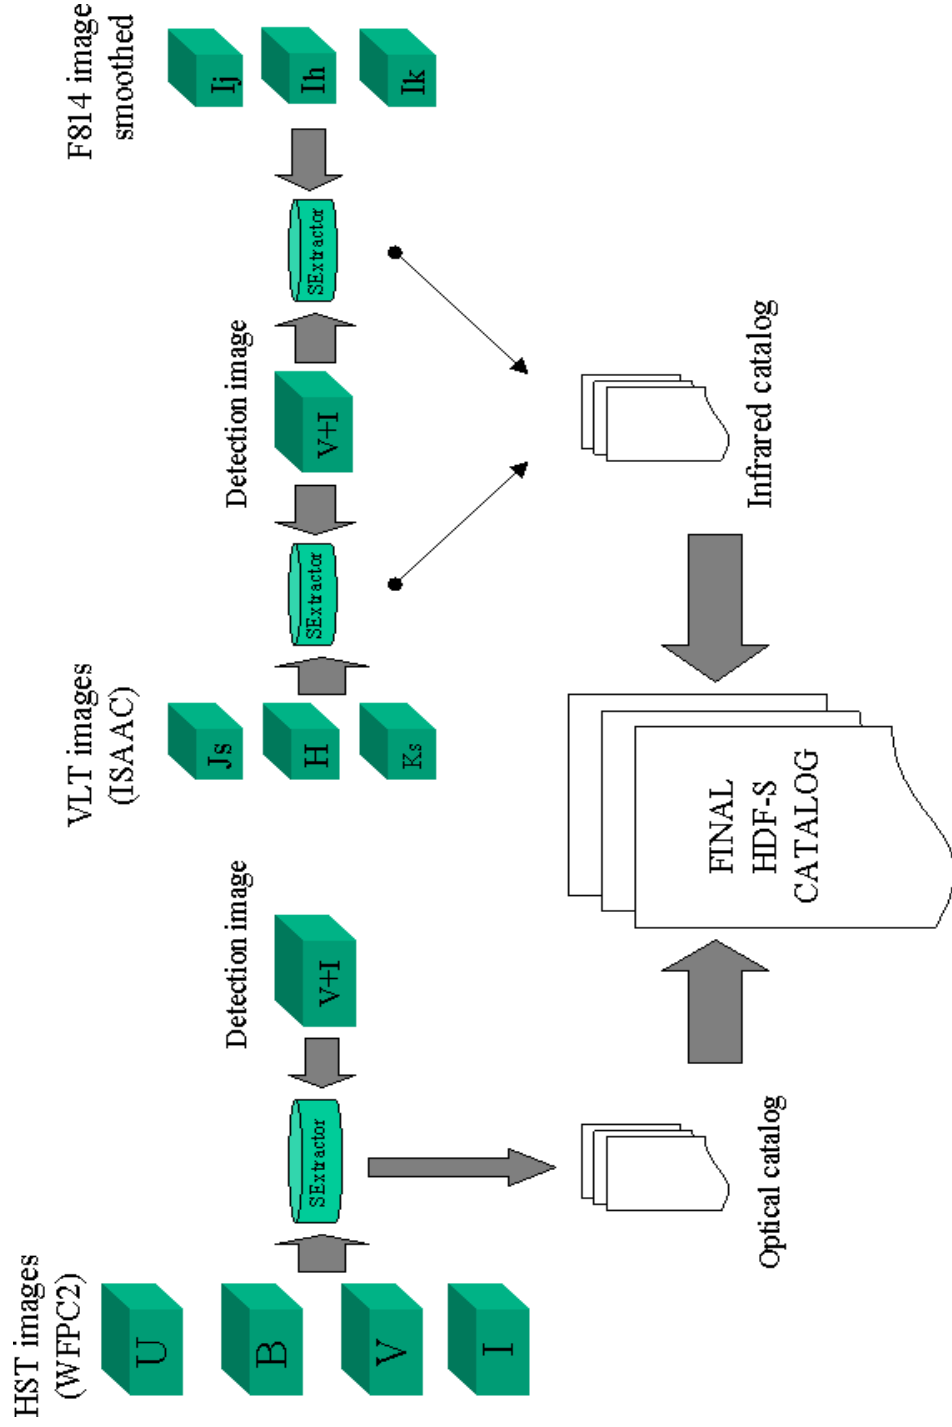 HST images
(WFPC2)
U
B
V
I
SExtractor
Detection image
V+I
Optical catalog
VLT images
(ISAAC)
Js
H
Ks
SExtractor
Detection image
V+I
SExtractor
F814 image
smoothed
Ij
Ih
Ik
Infrared catalog
FINAL
HDF-S
CATALOG